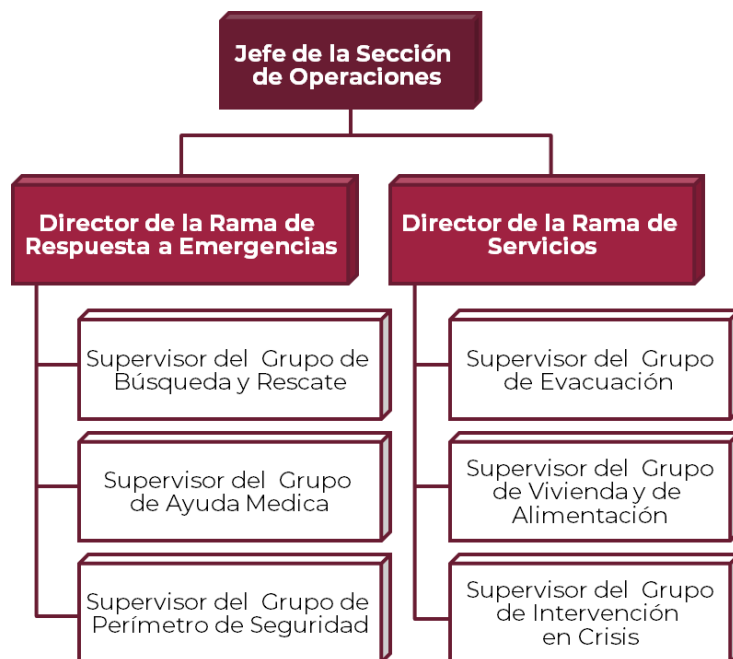 Jefe de la Sección
de Operaciones
Director de la Rama de
Respuesta a Emergencias
Supervisor del Grupo de
Búsqueda y Rescate
Supervisor del Grupo
de Ayuda Medica
Supervisor del Grupo de
Perímetro de Seguridad
Director de la Rama de
Servicios
Supervisor del Grupo
de Evacuación
Supervisor del Grupo
de Vivienda y de
Alimentación
Supervisor del Grupo
de Intervención
en Crisis